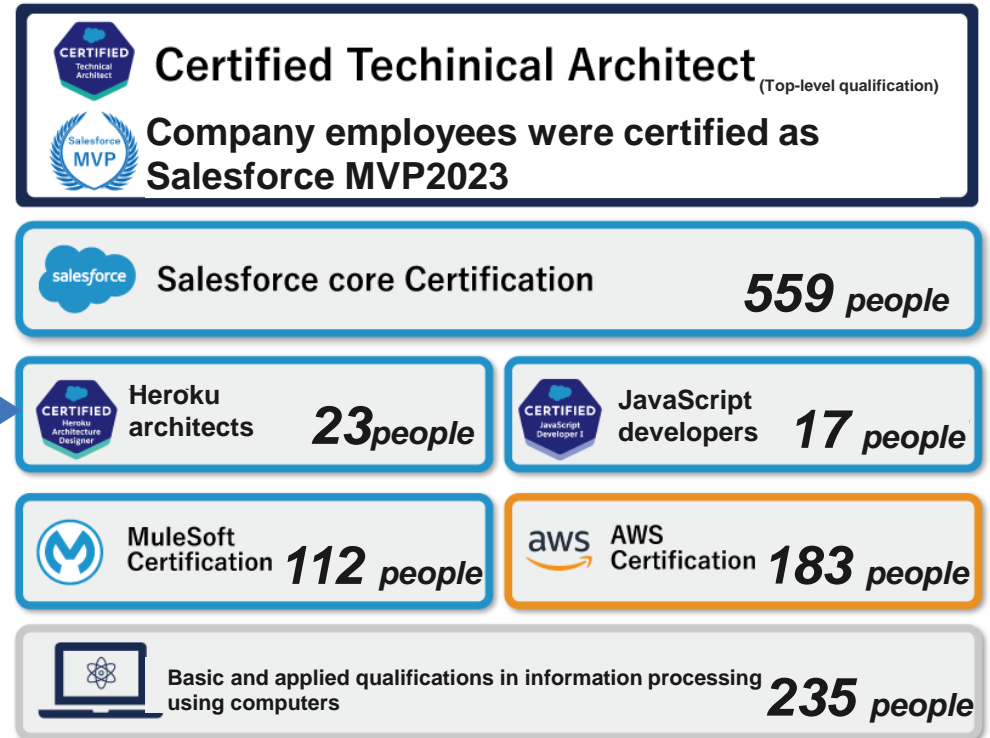 CERTIFIED
Technical
Architect
Certified Techinical Architect (Top-level qualification)
Salesforce
MVP
Company employees were certified as
Salesforce MVP2023
salesforce
Salesforce core Certification
559 people
CERTIFIED
Heroku
Architecture
Designer
Heroku
architects
23people
CERTIFIED
JavaScript
Developer I
JavaScript
developers
17 people
MuleSoft
Certification
112 people
aws
AWS
Certification
183 people
Basic and applied qualifications in information processing
using computers
235 people